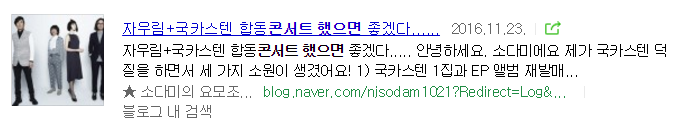 자우림+국카스텐 합동콘서트 했으면 좋겠다...... 2016.11.23.
자우림+국카스텐 합동콘서트 했으면 좋겠다..... 안녕하세요. 소다미에요 제가 국카스텐 덕
질을 하면서 세 가지 소원이 생겼어요! 1) 국카스텐 1집과 EP 앨범 재발매...
★ 소다미의 요모조... blog.naver.com/njsodam1021?Redirect=Log&...
블로그 내 검색